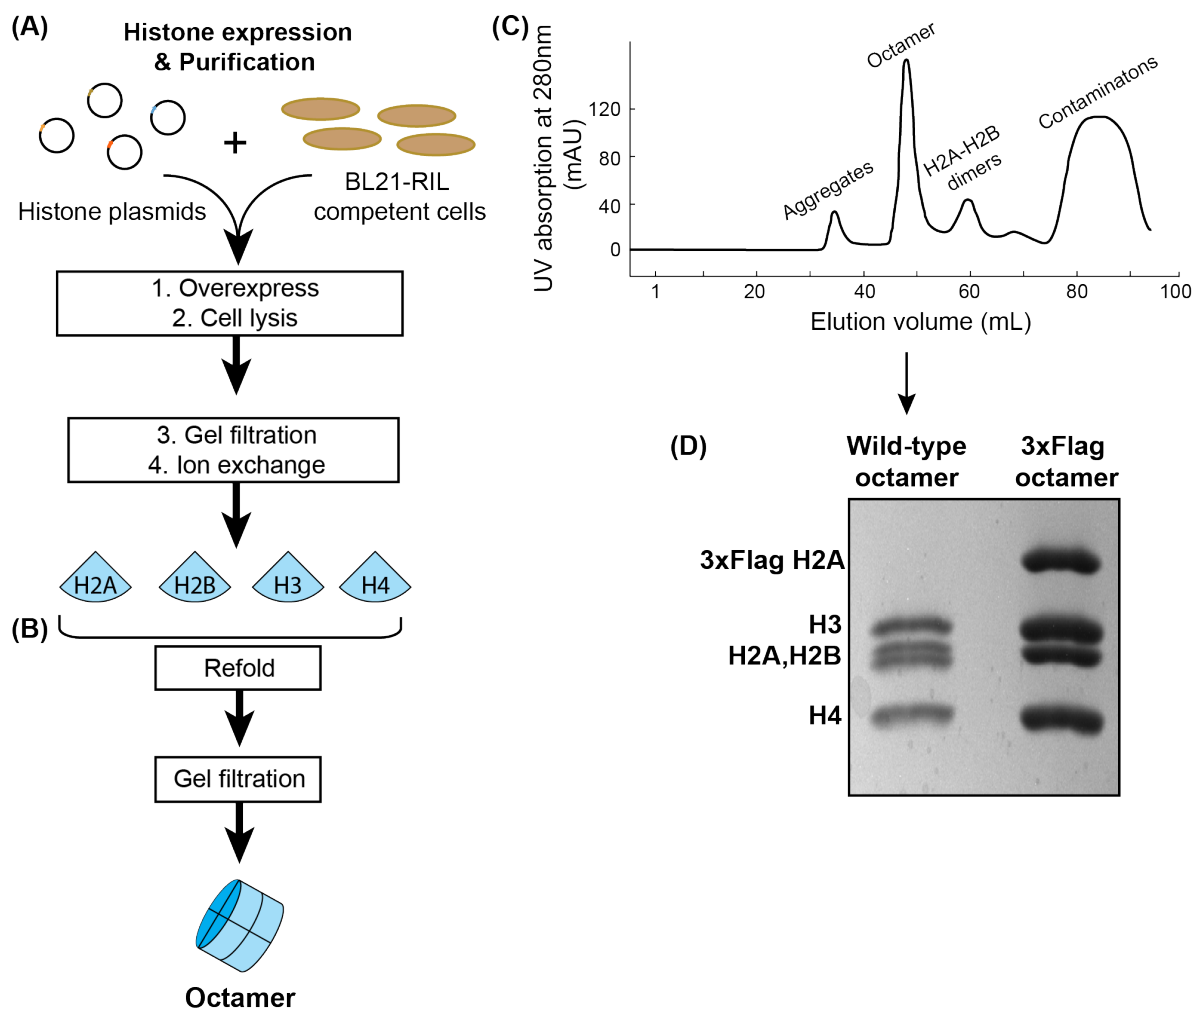 (A)
Histone expression
& Purification
+
Histone plasmids
BL21-RIL
competent cells
1. Overexpress
2. Cell lysis
3. Gel filtration
4. Ion exchange
H2A
H2B
H3
H4
(B)
Refold
Gel filtration
Octamer
(C)
UV absorption at 280nm
(mAU)
120
80
40
0
Aggregates
Octamer
H2A-H2B
dimers
Contaminatons
1
20
40
60
80
100
Elution volume (mL)
(D)
Wild-type
octamer
3xFlag
octamer
3xFlag H2A
H3
H2A,H2B
H4